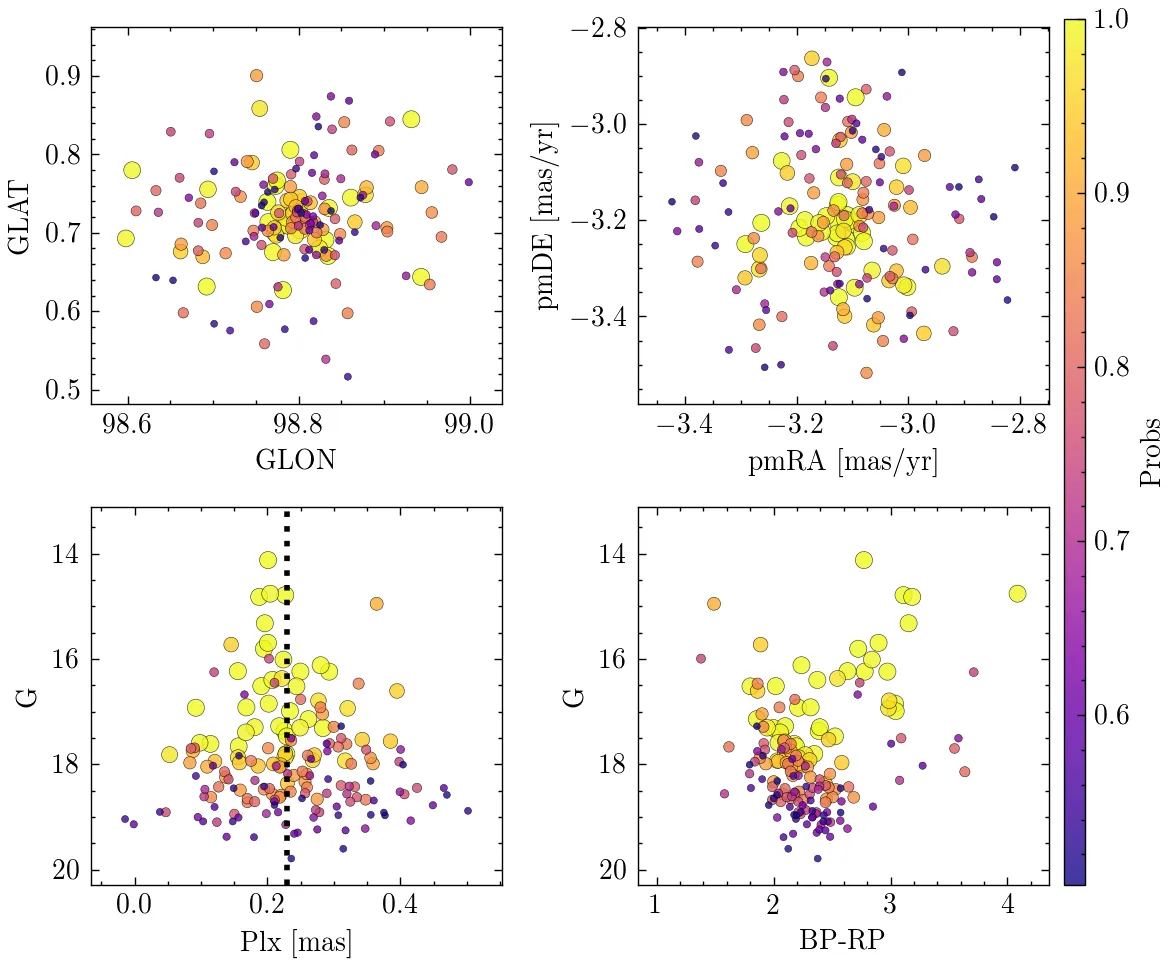 0.9
0.8
0.7
0.6
0.5
GLAT
98.6 98.8 99.0
GLON
−2.8
−3.0
−3.2
−3.4
pmDE [mas/yr]
−3.4 −3.2 −3.0 −2.8
pmRA [mas/yr]
14
16
18
20
G
0.0 0.2 0.4
Plx [mas]
14
16
18
20
G
1 2 3 4
BP-RP
1.0
0.9
0.8
0.7
0.6
Probs